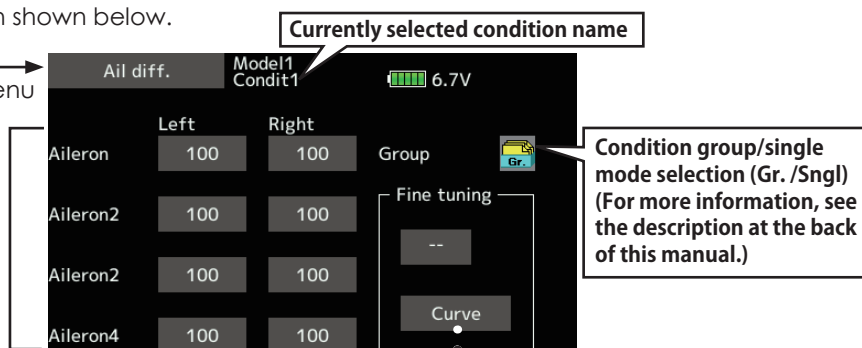 n shown below.
Currently selected condition name
enu
Ail diff.
Model1
Condit1
6.7V
Left Right
Aileron 100 100 Group Gr.
Aileron2 100 100 Fine tuning
--
Aileron2 100 100
Curve
Aileron4 100 100
Condition group/single
mode selection (Gr. /Sngl)
(For more information, see
the description at the back
of this manual.)